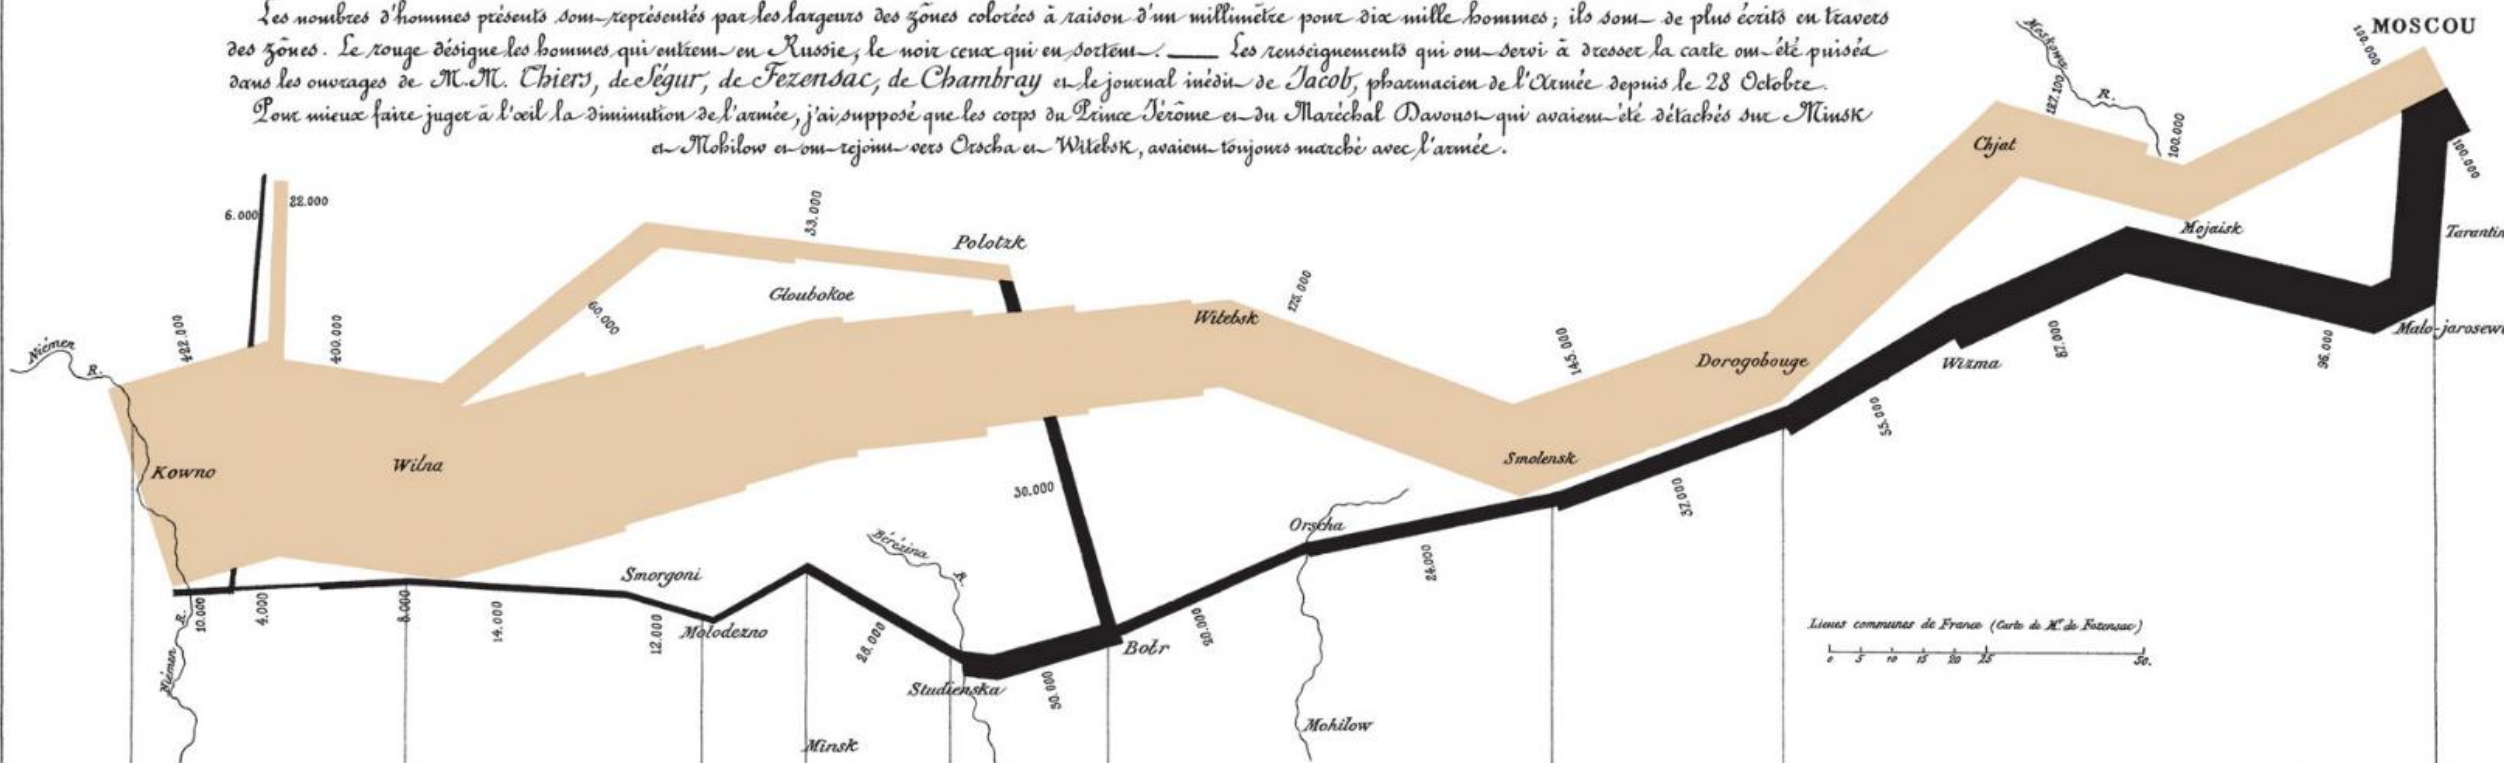 Les nombres d'hommes présents sont représentés par les largeurs des zônes colorées à raison d'un millimètre pour dix mille hommes ; ils sont de plus écrits en travers
des zônes. Le rouge désigne les hommes qui entrent en Russie, le noir ceux qui en sortent. — Les renseignements qui ont servi à dresser la carte ont été puisés
dans les ouvrages de M.M. Thiers, de Ségur, de Fezensac, de Chambray et le journal inédit de Jacob, pharmacien de l'Armée depuis le 28 Octobre.
Pour mieux faire juger à l'œil la diminution de l'armée, j'ai supposé que les corps du Prince Jérôme et du Maréchal Davoust qui avaient été détachés sur Minsk
et Mohilow et ont rejoint vers Orscha et Witebsk, avaient toujours marché avec l'armée.
MOSCOU
100.000
Moskowa
R.
127.100
100.000
100.000
Chjat
Mojaisk
Tarantin
6.000
22.000
33.000
Polotzk
Gloubokoe
60.000
175.000
Witebsk
422.000
400.000
Niémen
R.
145.000
Dorogobouge
Wizma
87.000
96.000
Malo-jarosew
55.000
Kowno
Wilna
Smolensk
30.000
37.000
Orscha
Bérézina
R.
24.000
Smorgoni
10.000
4.000
8.000
14.000
12.000
Molodezno
28.000
20.000
Bobr
R.
Niémen
Studienska
50.000
Lieues communes de France (Carte de M. de Fezensac)
0 5 10 15 20 25 50.
Mohilow
Minsk